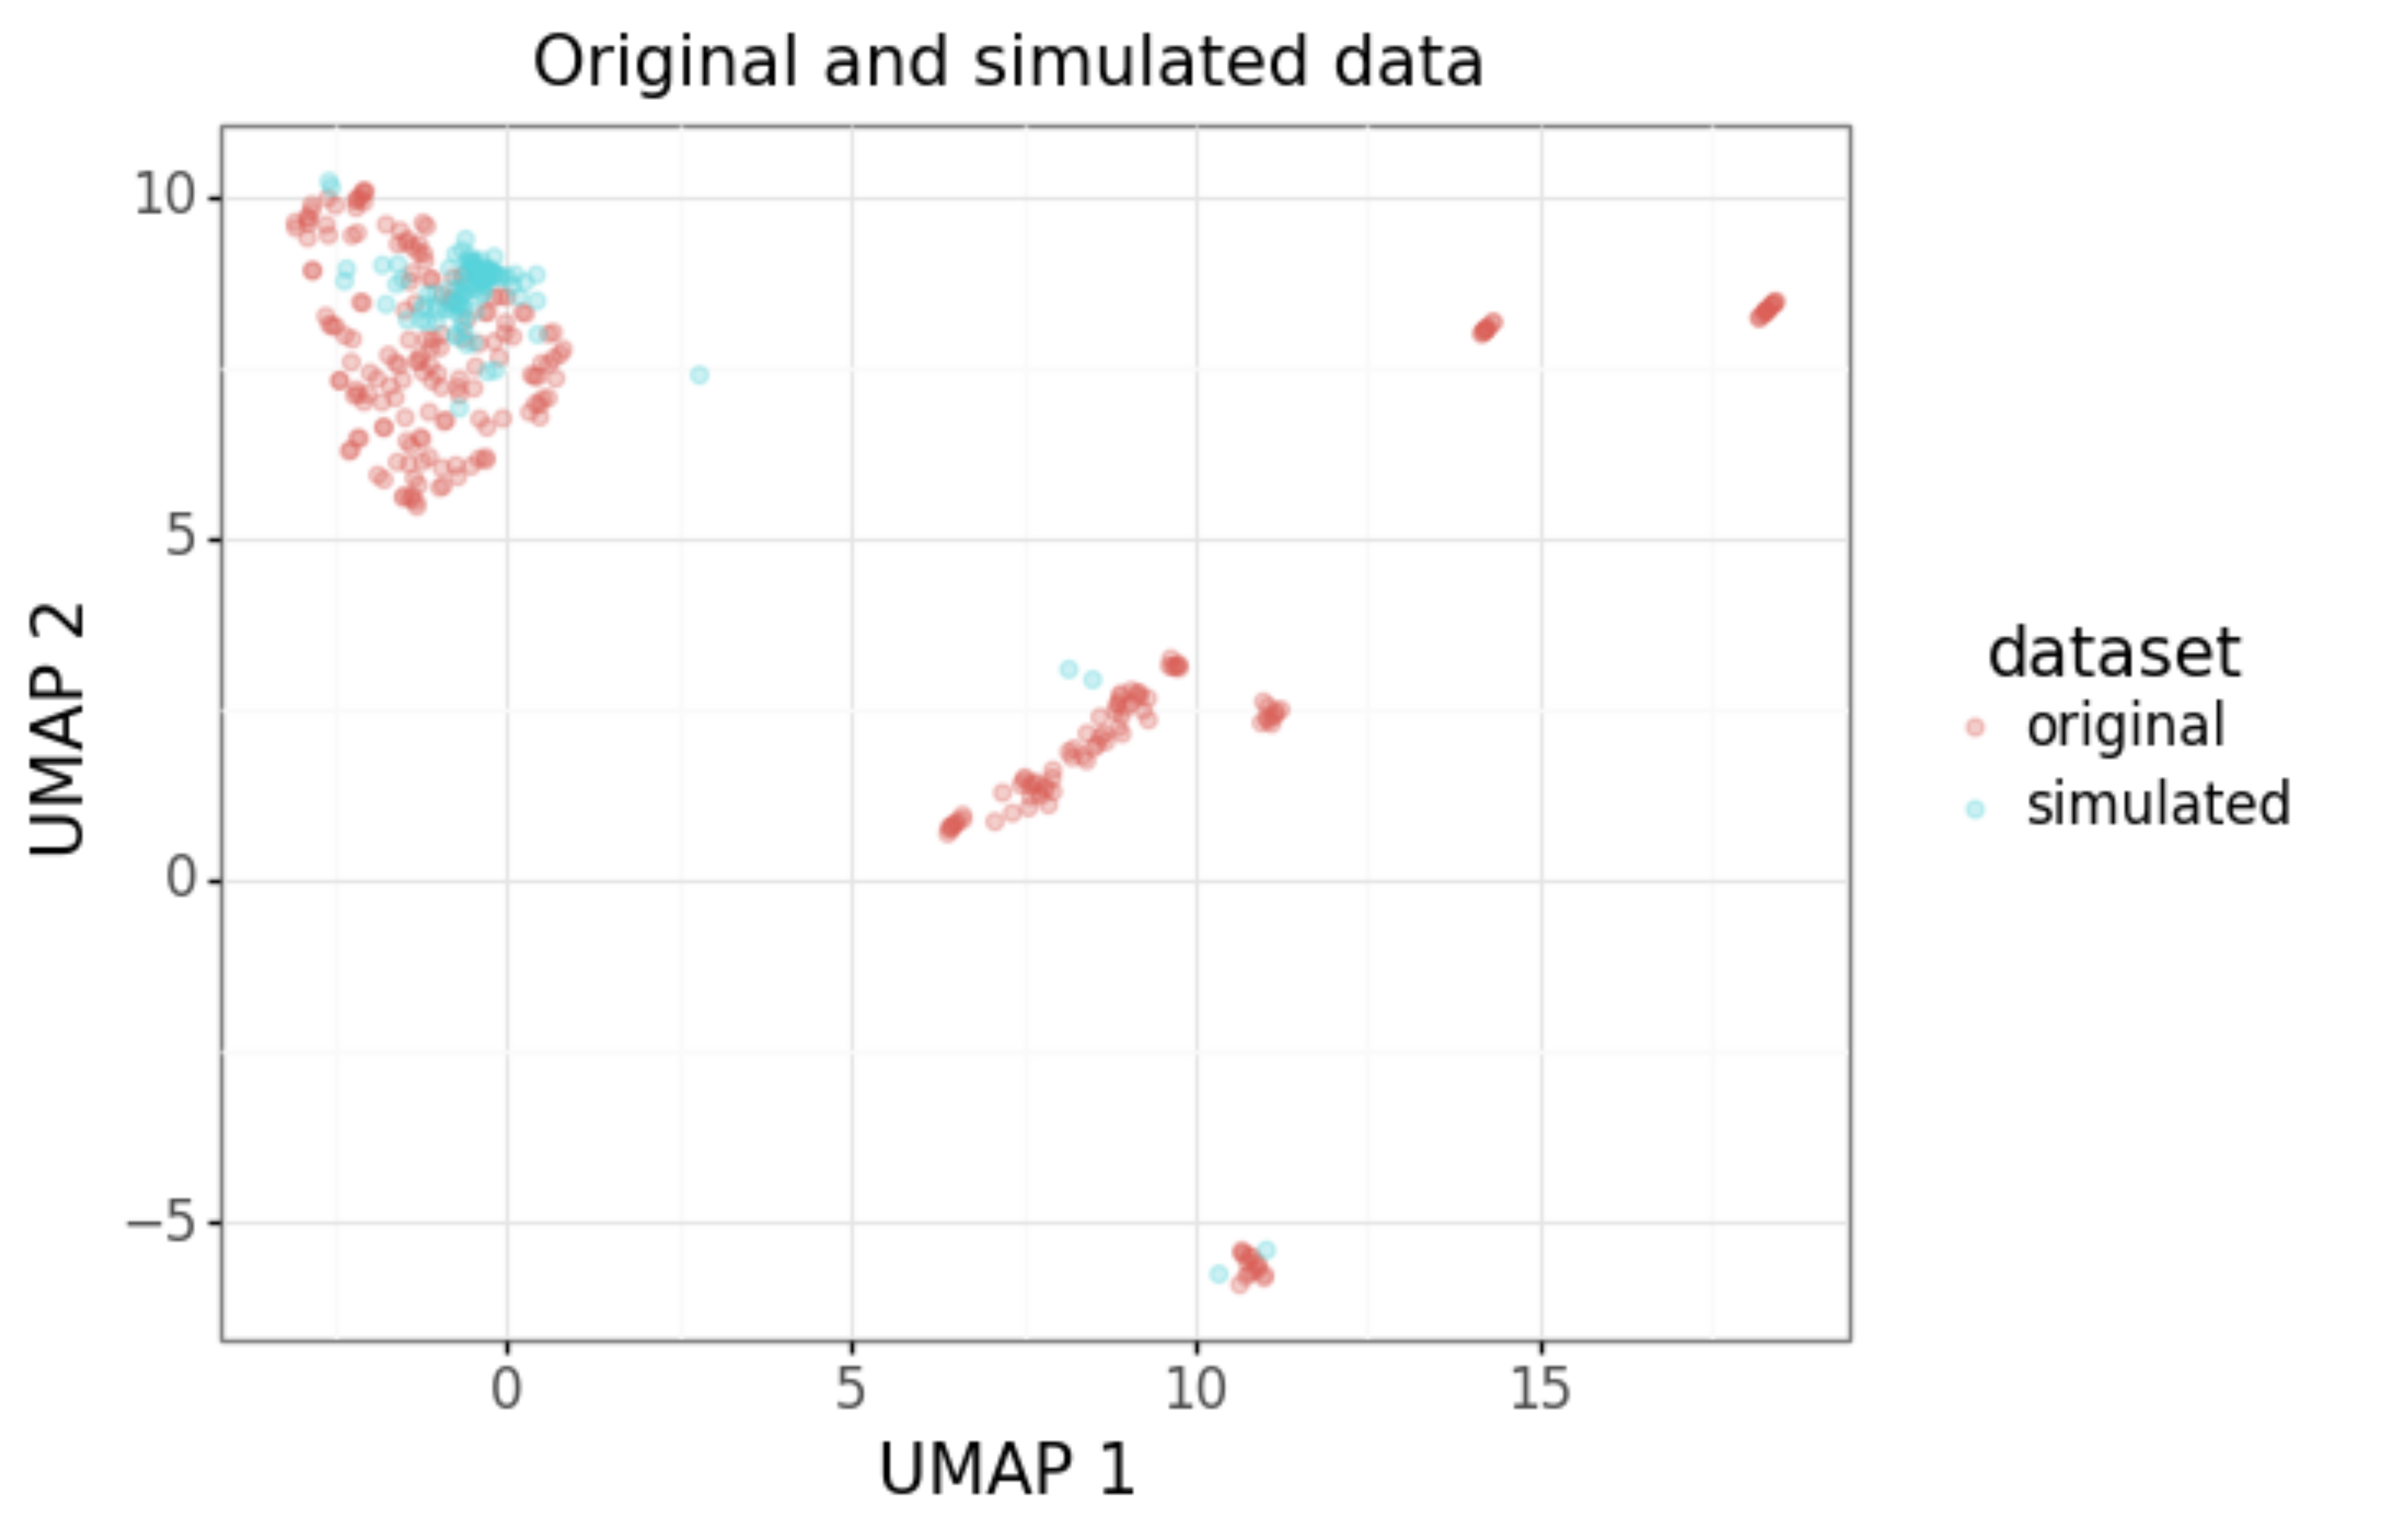 Original and simulated data
10
5
0
−5
UMAP 2
0 5 10 15
UMAP 1
dataset
original
simulated